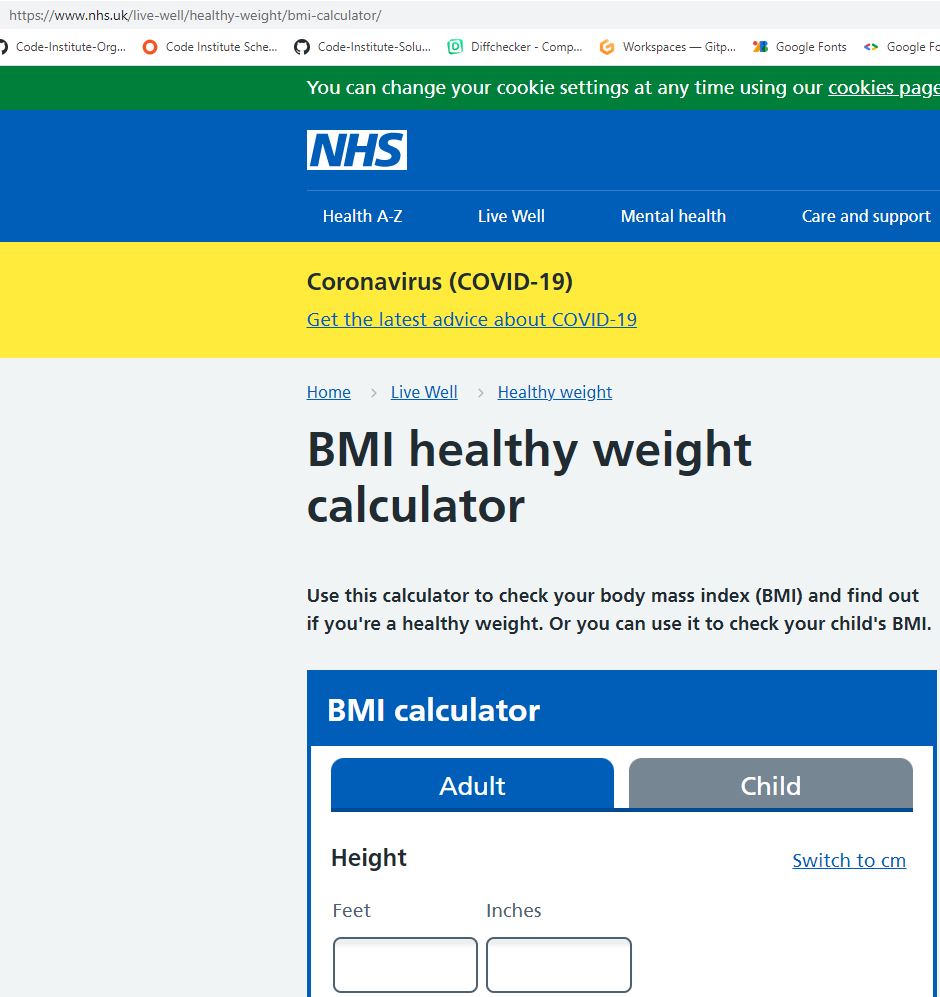 https://www.nhs.uk/live-well/healthy-weight/bmi-calculator/
Code-Institute-Org... Code Institute Sche... Code-Institute-Solu... Diffchecker - Comp... Workspaces — Gitp... Google Fonts Google Fo
You can change your cookie settings at any time using our cookies page
NHS
Health A-Z Live Well Mental health Care and support
Coronavirus (COVID-19)
Get the latest advice about COVID-19
Home Live Well Healthy weight
BMI healthy weight
calculator
Use this calculator to check your body mass index (BMI) and find out
if you're a healthy weight. Or you can use it to check your child's BMI.
BMI calculator
Adult Child
Height Switch to cm
Feet Inches